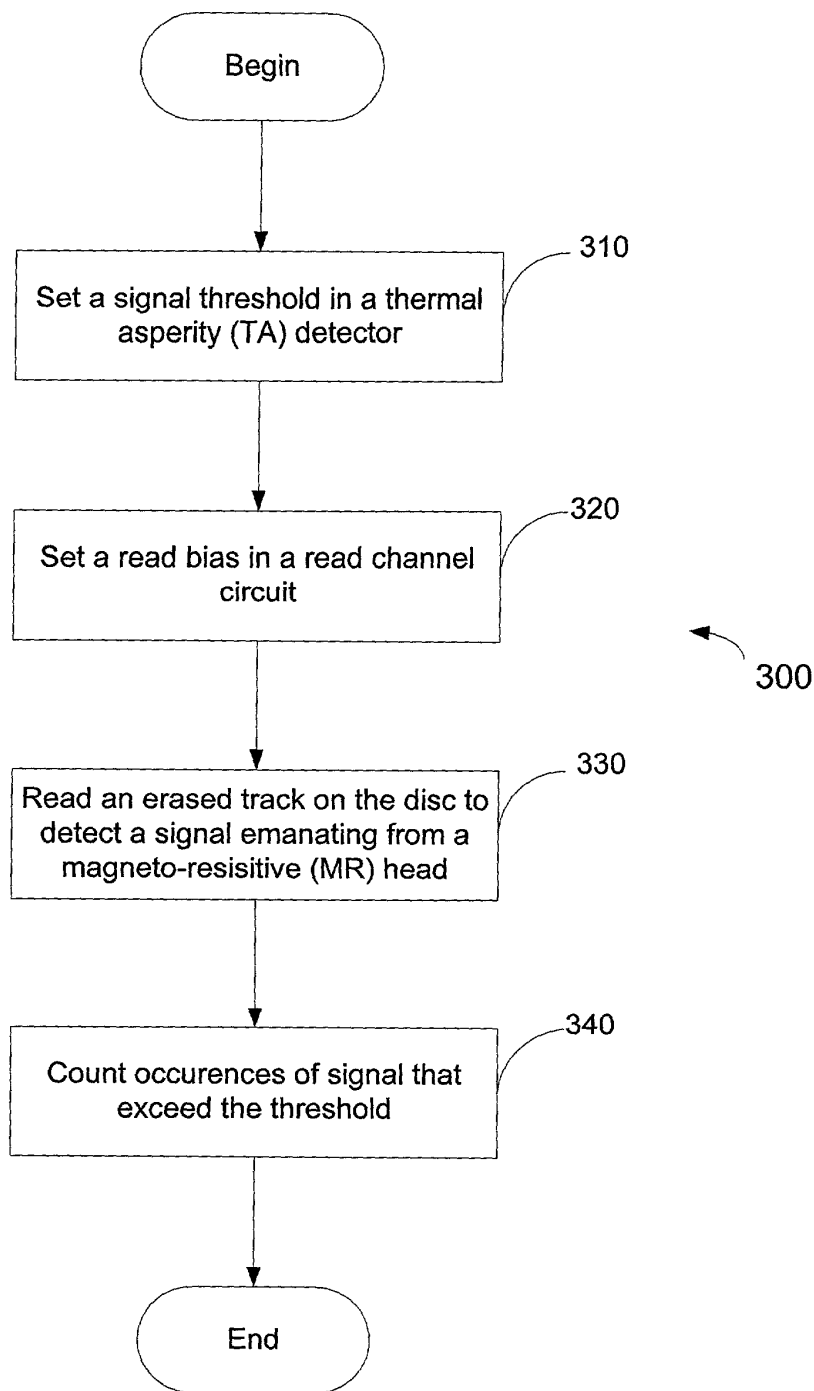 Begin
310
Set a signal threshold in a thermal
asperity (TA) detector
320
Set a read bias in a read channel
circuit
300
330
Read an erased track on the disc to
detect a signal emanating from a
magneto-resisitive (MR) head
340
Count occurences of signal that
exceed the threshold
End